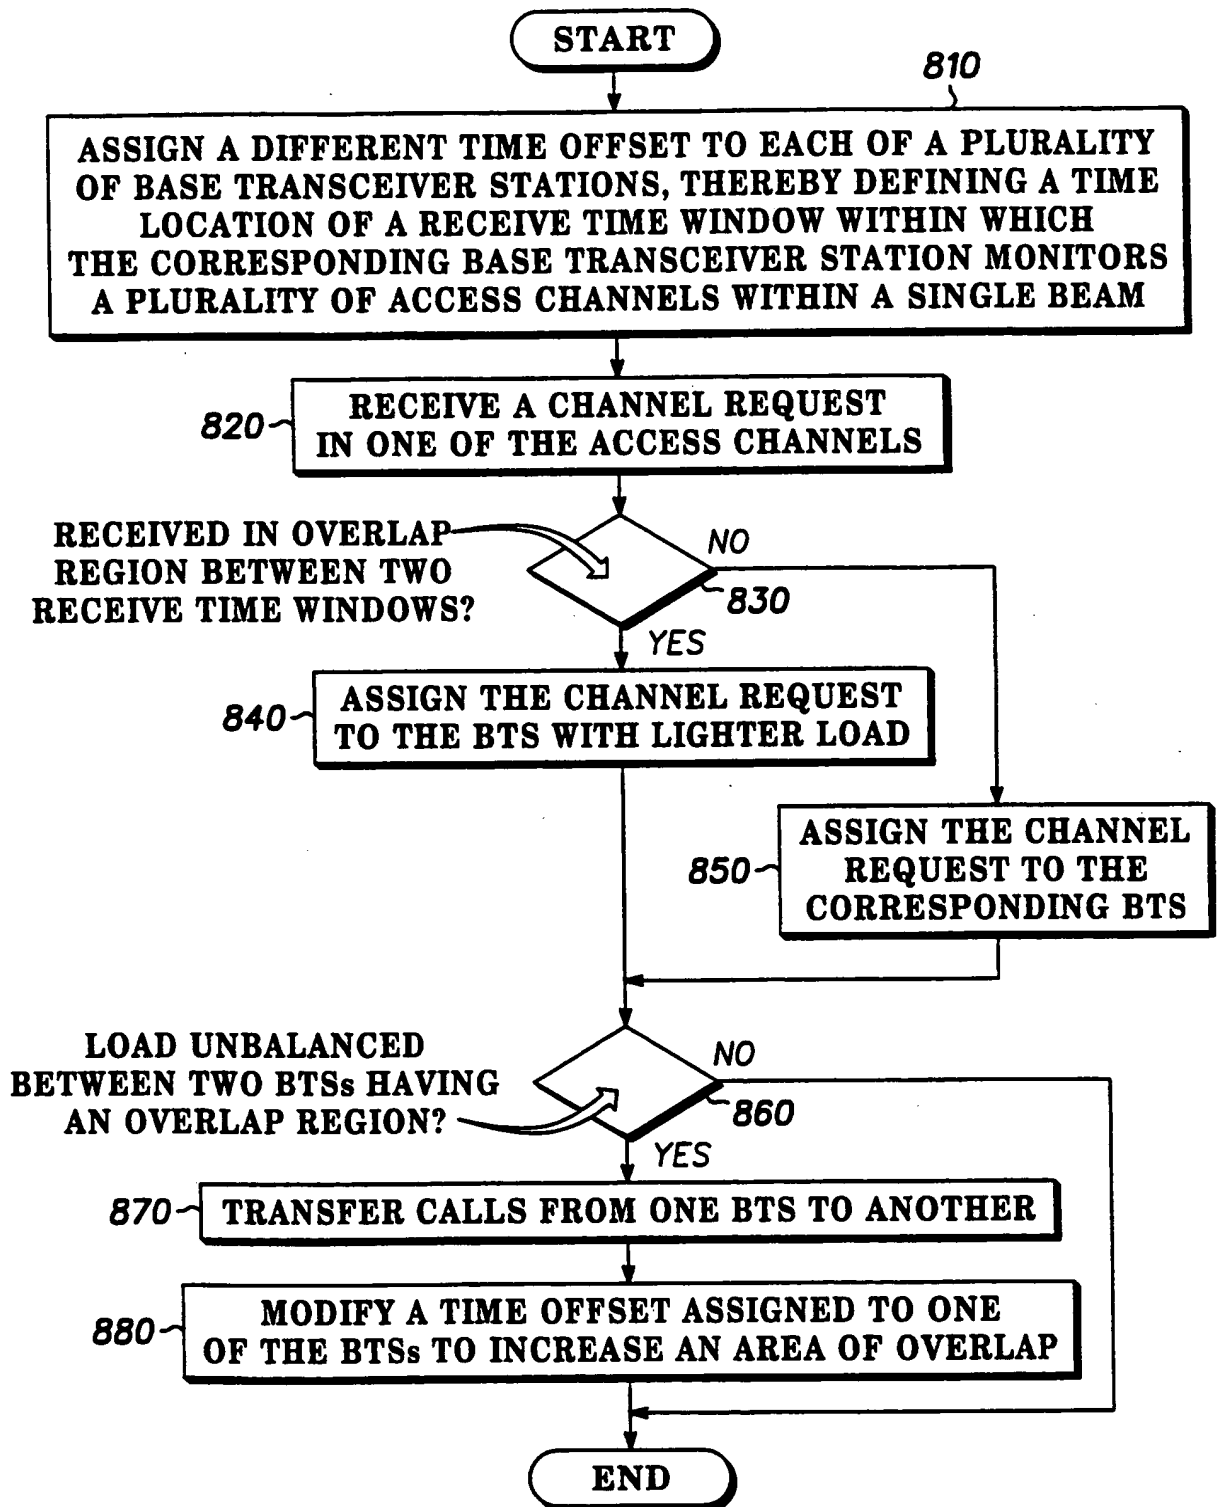 START
810
ASSIGN A DIFFERENT TIME OFFSET TO EACH OF A PLURALITY
OF BASE TRANSCEIVER STATIONS, THEREBY DEFINING A TIME
LOCATION OF A RECEIVE TIME WINDOW WITHIN WHICH
THE CORRESPONDING BASE TRANSCEIVER STATION MONITORS
A PLURALITY OF ACCESS CHANNELS WITHIN A SINGLE BEAM
820
RECEIVE A CHANNEL REQUEST
IN ONE OF THE ACCESS CHANNELS
RECEIVED IN OVERLAP
REGION BETWEEN TWO
RECEIVE TIME WINDOWS?
NO
830
YES
840
ASSIGN THE CHANNEL REQUEST
TO THE BTS WITH LIGHTER LOAD
850
ASSIGN THE CHANNEL
REQUEST TO THE
CORRESPONDING BTS
LOAD UNBALANCED
BETWEEN TWO BTSs HAVING
AN OVERLAP REGION?
NO
860
YES
870
TRANSFER CALLS FROM ONE BTS TO ANOTHER
880
MODIFY A TIME OFFSET ASSIGNED TO ONE
OF THE BTSs TO INCREASE AN AREA OF OVERLAP
END